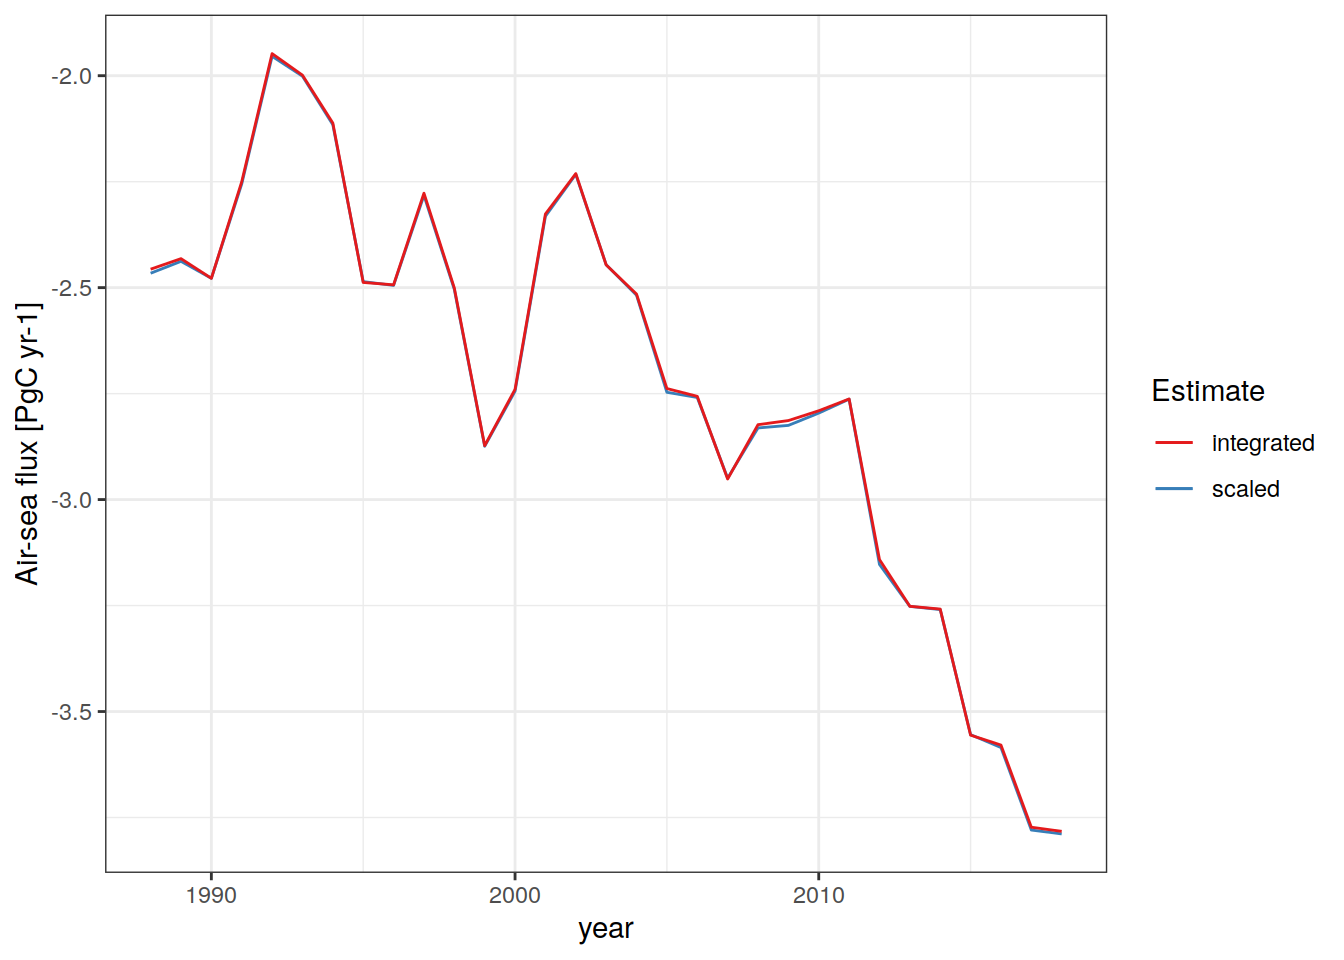 -2.0
-2.5
-3.0
-3.5
Air-sea flux [PgC yr-1]
1990
2000
2010
year
Estimate
integrated
scaled